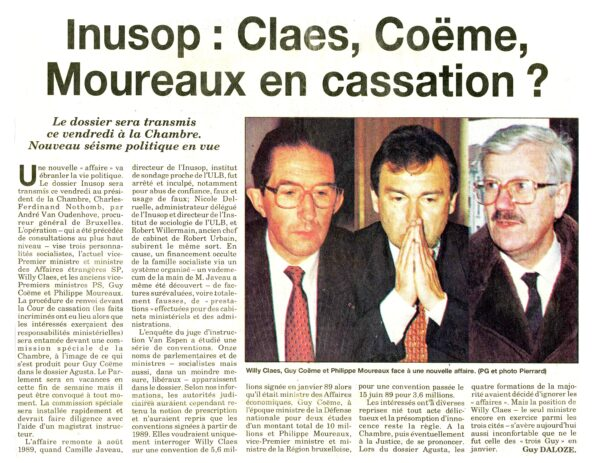 Inusop : Claes, Coëme,
Moureaux en cassation ?
Le dossier sera transmis
ce vendredi à la Chambre.
Nouveau séisme politique en vue
Une nouvelle « affaire » va
ébranler la vie politique.
Le dossier Inusop sera
transmis ce vendredi au président
de la Chambre, Charles-
Ferdinand Nothomb, par
André Van Oudenhove, procureur
général de Bruxelles.
L'opération – qui a été précédée
de consultations au plus haut
niveau – vise trois personnalités
socialistes, l'actuel vice-
Premier ministre et ministre
des Affaires étrangères SP,
Willy Claes, et les anciens vice-
Premiers ministres PS, Guy
Coëme et Philippe Moureaux.
La procédure de renvoi devant
la Cour de cassation (les faits
incriminés ont eu lieu alors que
les intéressés exerçaient des
responsabilités ministérielles)
sera entamée devant une commission
spéciale de la
Chambre, à l'image de ce qui
s'est produit pour Guy Coëme
dans le dossier Agusta. Le Parlement
sera en vacances en
cette fin de semaine mais il
peut être convoqué à tout moment.
La commission spéciale
sera installée rapidement et
devrait élaborer un avis avec
l'aide d'un magistrat instructeur.
L'affaire remonte à août
1989, quand Camille Javeau,
directeur de l'Inusop, institut
de sondage proche de l'ULB, fut
arrêté et inculpé, notamment
pour abus de confiance, faux et
usage de faux; Nicole Delruelle,
administrateur délégué
de l'Inusop et directeur de l'Institut
de sociologie de l'ULB, et
Robert Willermain, ancien chef
de cabinet de Robert Urbain,
subirent le même sort. En
cause, un financement occulte
de la famille socialiste via un
système organisé – un vademecum
de la main de M. Javeau a
même été découvert – de factures
surévaluées, voire totalement
fausses, de « prestations
» effectuées pour des cabinets
ministériels et des administrations.
L'enquête du juge d'instruction
Van Espen a étudié une
série de conventions. Onze
noms de parlementaires et de
ministres – socialistes mais
aussi, dans un moindre mesure,
libéraux – apparaissent
dans le dossier. Selon nos informations,
les autorités judiciaires
auraient cependant retenu
la notion de prescription
et n'auraient repris que les
conventions signées à partir de
1989. Elles voudraient uniquement
interroger Willy Claes sur
une convention de 5,6 millions
signée en janvier 89 alors
qu'il était ministre des Affaires
économiques, Guy Coëme, à
l'époque ministre de la Défense
nationale pour deux études
d'un montant total de 10 millions
et Philippe Moureaux,
vice-Premier ministre et ministre
de la Région bruxelloise,
pour une convention passée le
15 juin 89 pour 3,6 millions.
Les intéressés ont à diverses
reprises nié tout acte délictueux
et la présomption d'innocence
reste la règle. A la
Chambre, puis éventuellement
à la Justice, de se prononcer.
Lors du dossier Agusta, les
quatre formations de la majorité
avaient décidé d'ignorer les
« affaires ». Mais la position de
Willy Claes – le seul ministre
encore en exercice parmi les
trois cités – s'avère aujourd'hui
aussi inconfortable que ne le
fut celles des « trois Guy » en
janvier.
Guy DALOZE.
Willy Claes, Guy Coëme et Philippe Moureaux face à une nouvelle affaire. (PG et photo Pierrard)